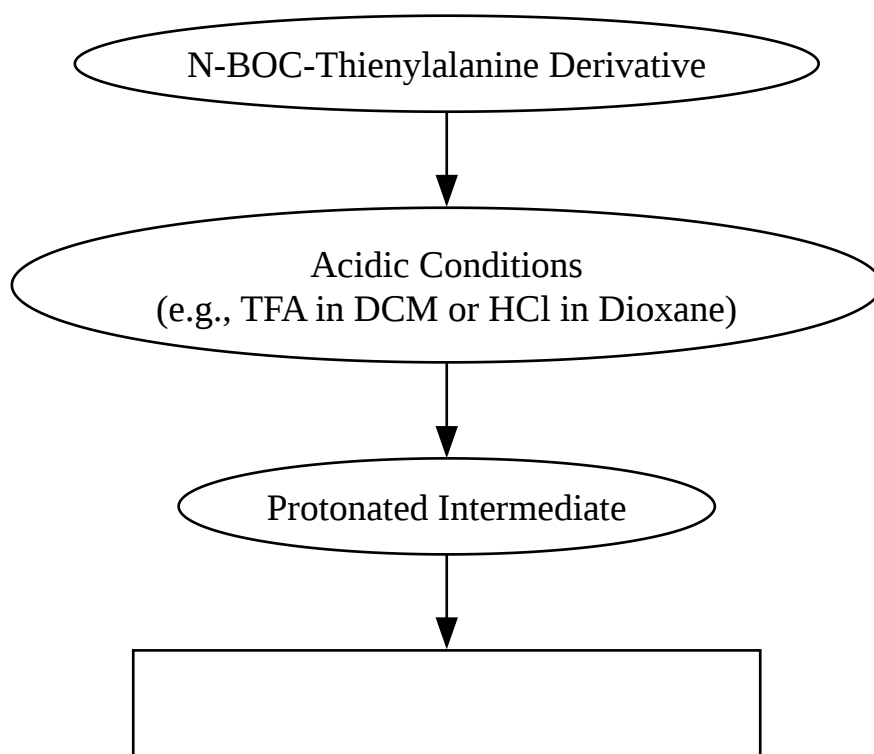 N-BOC-Thienylalanine Derivative
Acidic Conditions
(e.g., TFA in DCM or HCl in Dioxane)
Protonated Intermediate